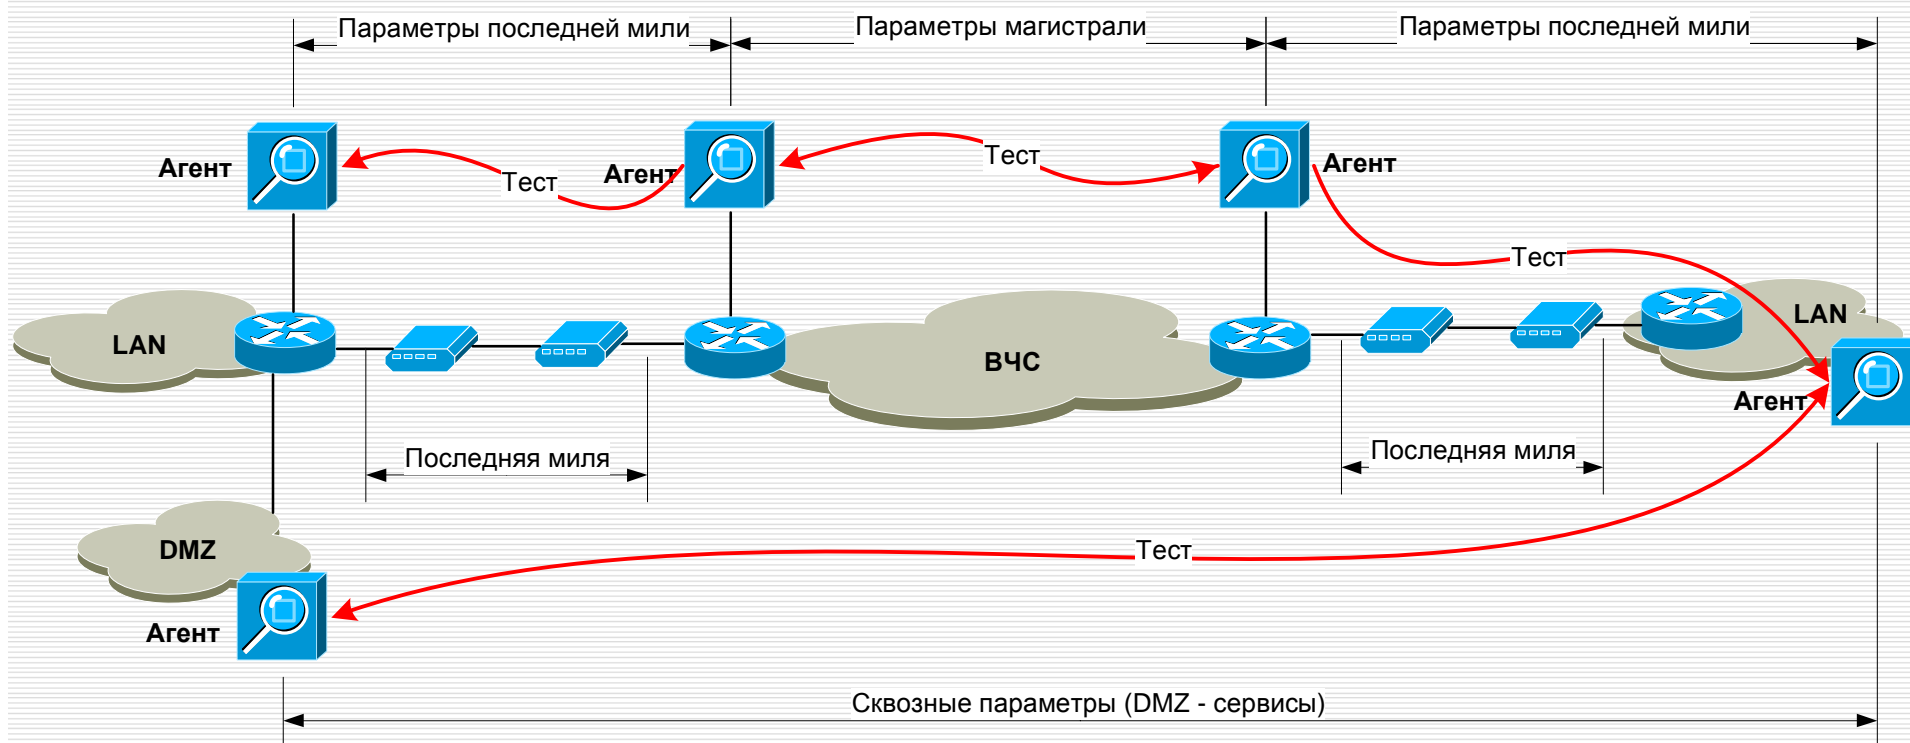 Параметры последней мили
Параметры магистрали
Параметры последней мили
Агент
Тест
Агент
Тест
Агент
Тест
LAN
ВЧС
LAN
Агент
Последняя миля
Последняя миля
DMZ
Тест
Агент
Сквозные параметры (DMZ - сервисы)